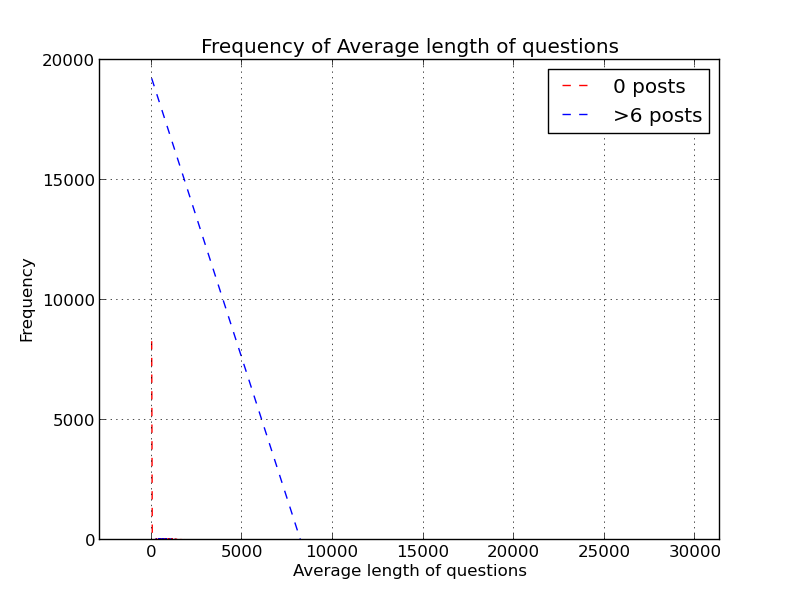 Frequency of Average length of questions
20000
15000
10000
5000
0
Frequency
0 posts
>6 posts
0 5000 10000 15000 20000 25000 30000
Average length of questions